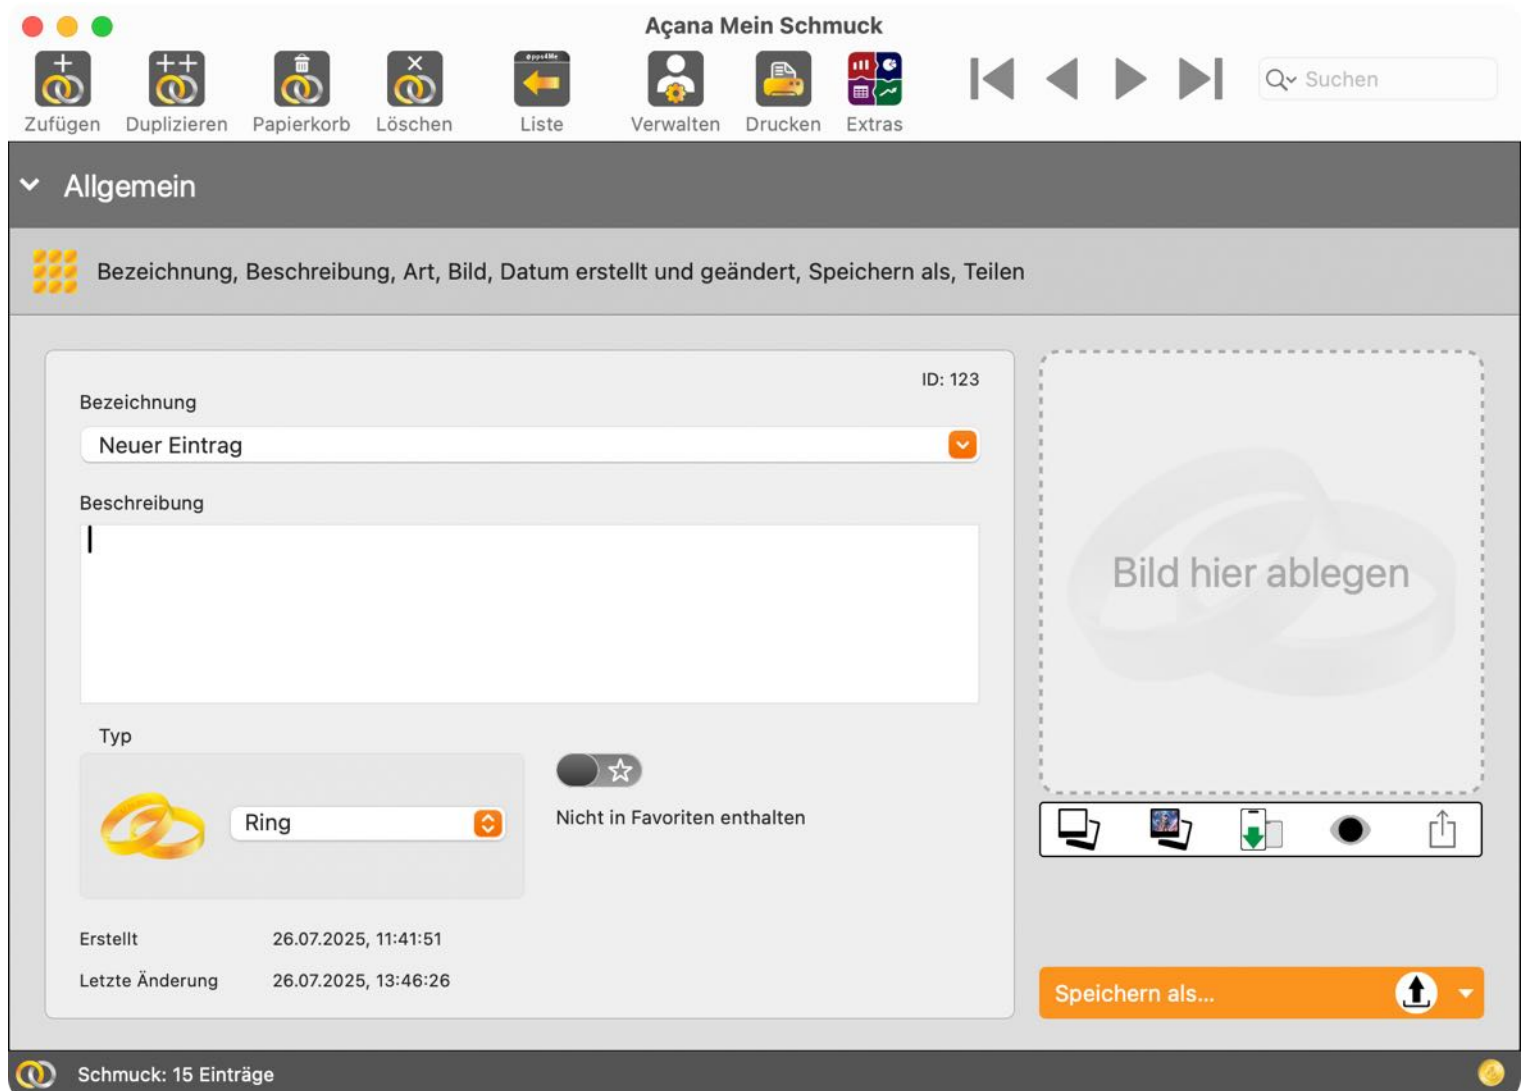 Açana Mein Schmuck
@pps4Me
Zufügen Duplizieren Papierkorb Löschen Liste Verwalten Drucken Extras Suchen
Allgemein
Bezeichnung, Beschreibung, Art, Bild, Datum erstellt und geändert, Speichern als, Teilen
ID: 123
Bezeichnung
Neuer Eintrag
Beschreibung
Bild hier ablegen
Typ
Ring
Nicht in Favoriten enthalten
Erstellt 26.07.2025, 11:41:51
Letzte Änderung 26.07.2025, 13:46:26
Speichern als...
Schmuck: 15 Einträge